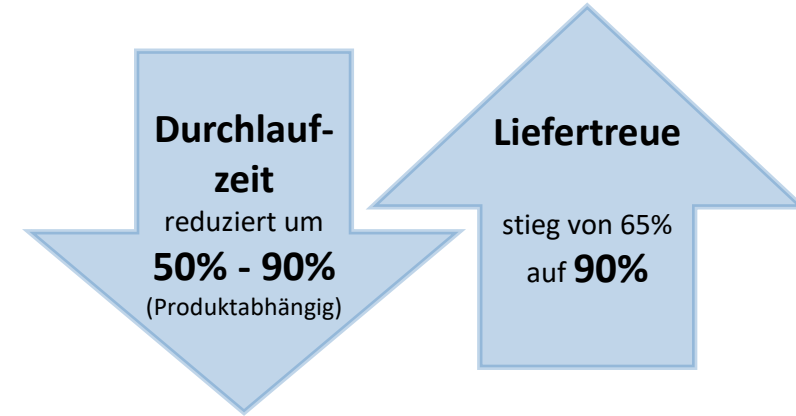 Durchlauf-
zeit
reduziert um
50% - 90%
(Produktabhängig)
Liefertreue
stieg von 65%
auf 90%